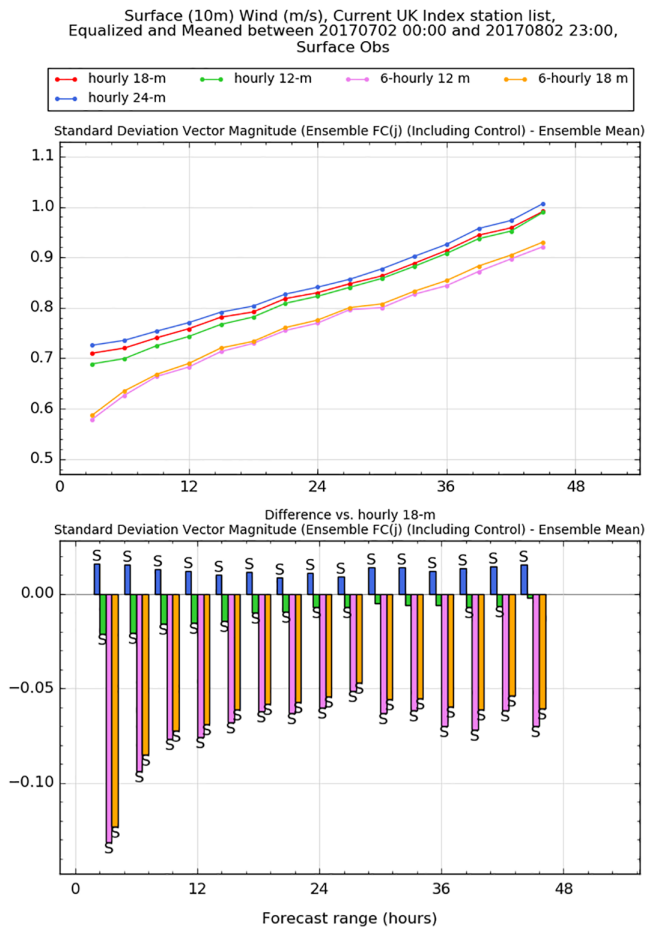 Surface (10m) Wind (m/s), Current UK Index station list,
Equalized and Meaned between 20170702 00:00 and 20170802 23:00,
Surface Obs
hourly 18-m hourly 12-m 6-hourly 12 m 6-hourly 18 m
hourly 24-m
Standard Deviation Vector Magnitude (Ensemble FC(j) (Including Control) - Ensemble Mean)
1.1
1.0
0.9
0.8
0.7
0.6
0.5
0 12 24 36 48
Difference vs. hourly 18-m
Standard Deviation Vector Magnitude (Ensemble FC(j) (Including Control) - Ensemble Mean)
S S S S S S S S S S S S S S S
0.00
S S S S S S S S S S S
−0.05
S S S S S S S S S S S S S S S
S S S S S S S S S S S S S S S
−0.10
0 12 24 36 48
Forecast range (hours)